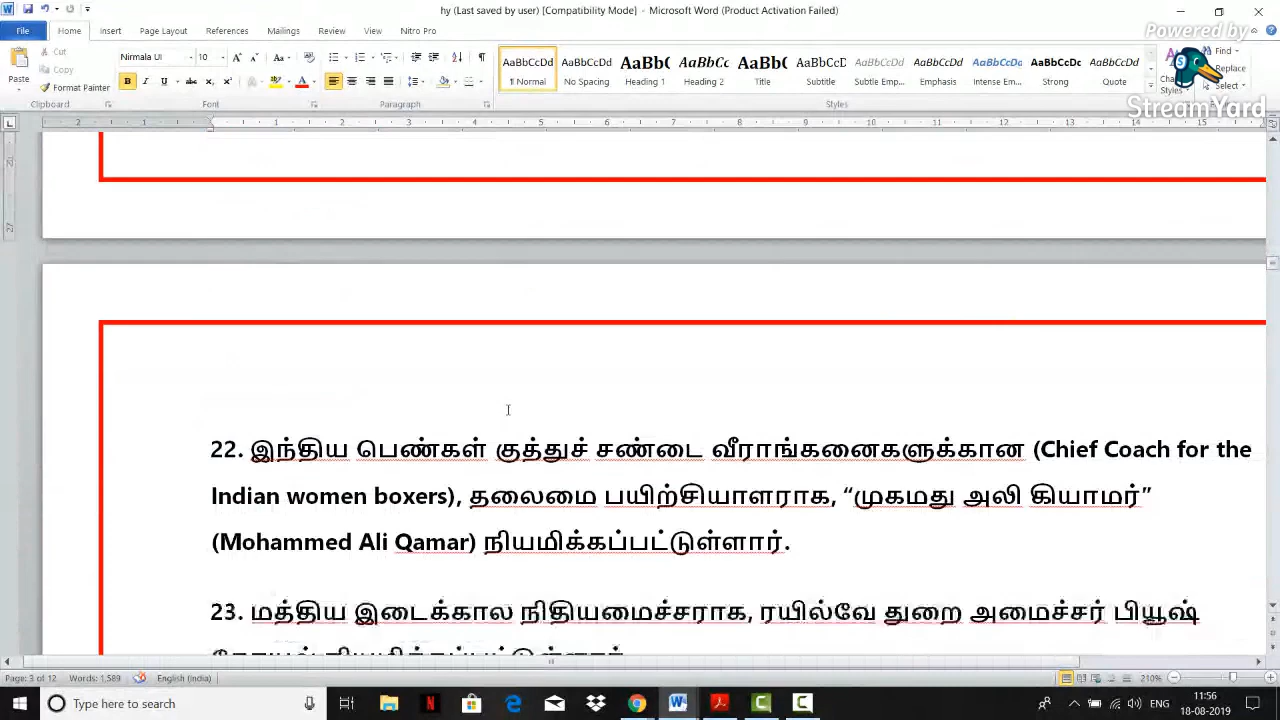 hy (Last saved by user) [Compatibility Mode] - Microsoft Word (Product Activation Failed)
Powered by
File Home Insert Page Layout References Mailings Review View Nitro Pro
Cut Nirmala UI 10 AaBbCcDd AaBbCcDd AaBbC AaBbCc AaBb( AaBbCcD AaBbCcDd AaBbCcDd AaBbCcDd AaBbCcDc AaBbCcDd Find
Copy Replace
Paste Format Painter ¶ Normal No Spacing Heading 1 Heading 2 Title Subtitle Subtle Emp... Emphasis Intense Em... Strong Quote Styles Select
Clipboard Font Paragraph Styles
StreamYard
22. இந்திய பெண்கள் குத்துச் சண்டை வீராங்கனைகளுக்கான (Chief Coach for the
Indian women boxers), தலைமை பயிற்சியாளராக, “முகமது அலி கியாமர்”
(Mohammed Ali Qamar) நியமிக்கப்பட்டுள்ளார்.
23. மத்திய இடைக்கால நிதியமைச்சராக, ரயில்வே துறை அமைச்சர் பியூஷ்
Page: 3 of 12 Words: 1,589 English (India) 210%
Type here to search ENG 11:56
18-08-2019